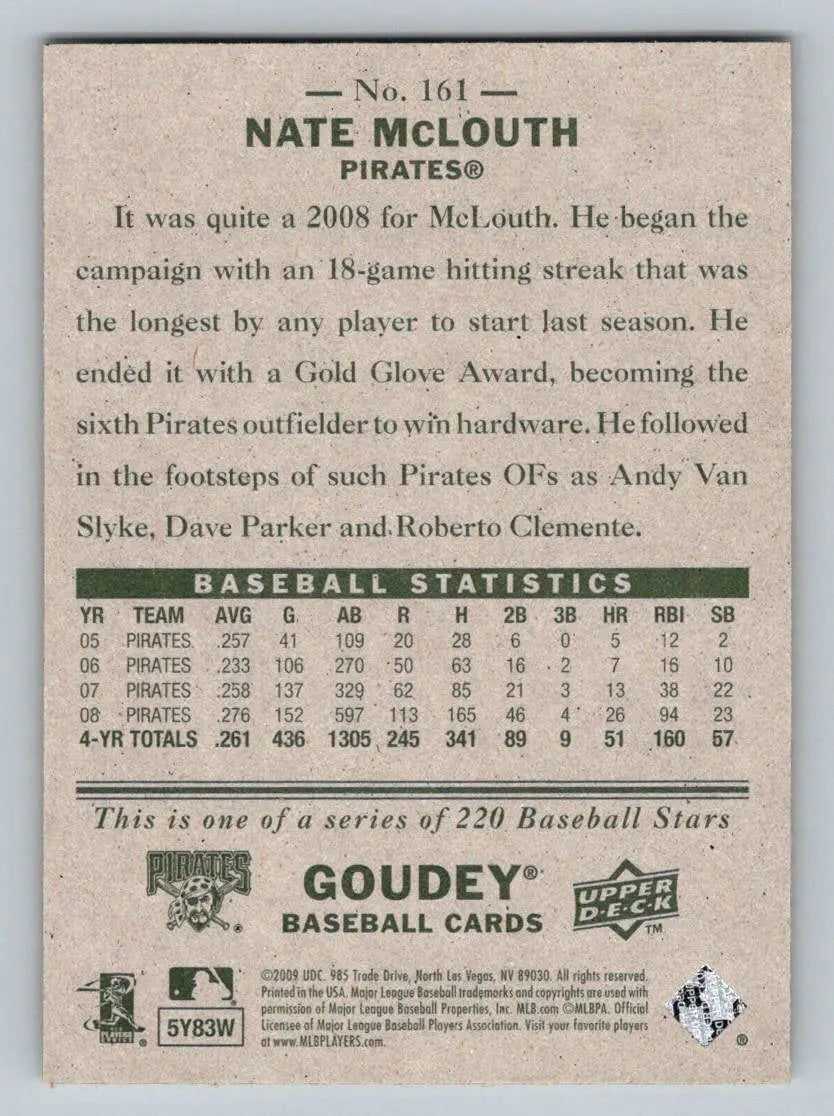 — No. 161 —
NATE McLOUTH
PIRATES®
It was quite a 2008 for McLouth. He began the
campaign with an 18-game hitting streak that was
the longest by any player to start last season. He
ended it with a Gold Glove Award, becoming the
sixth Pirates outfielder to win hardware. He followed
in the footsteps of such Pirates OFs as Andy Van
Slyke, Dave Parker and Roberto Clemente.
BASEBALL STATISTICS
YR TEAM AVG G AB R H 2B 3B HR RBI SB
05 PIRATES .257 41 109 20 28 6 0 5 12 2
06 PIRATES .233 106 270 50 63 16 2 7 16 10
07 PIRATES .258 137 329 62 85 21 3 13 38 22
08 PIRATES .276 152 597 113 165 46 4 26 94 23
4-YR TOTALS .261 436 1305 245 341 89 9 51 160 57
This is one of a series of 220 Baseball Stars
PIRATES
GOUDEY®
BASEBALL CARDS
UPPER
D·E·C·K
TM
5Y83W
©2009 UDC. 985 Trade Drive, North Las Vegas, NV 89030. All rights reserved.
Printed in the USA. Major League Baseball trademarks and copyrights are used with
permission of Major League Baseball Properties, Inc. MLB.com ©MLBPA. Official
Licensee of Major League Baseball Players Association. Visit your favorite players
at www.MLBPLAYERS.com.
®